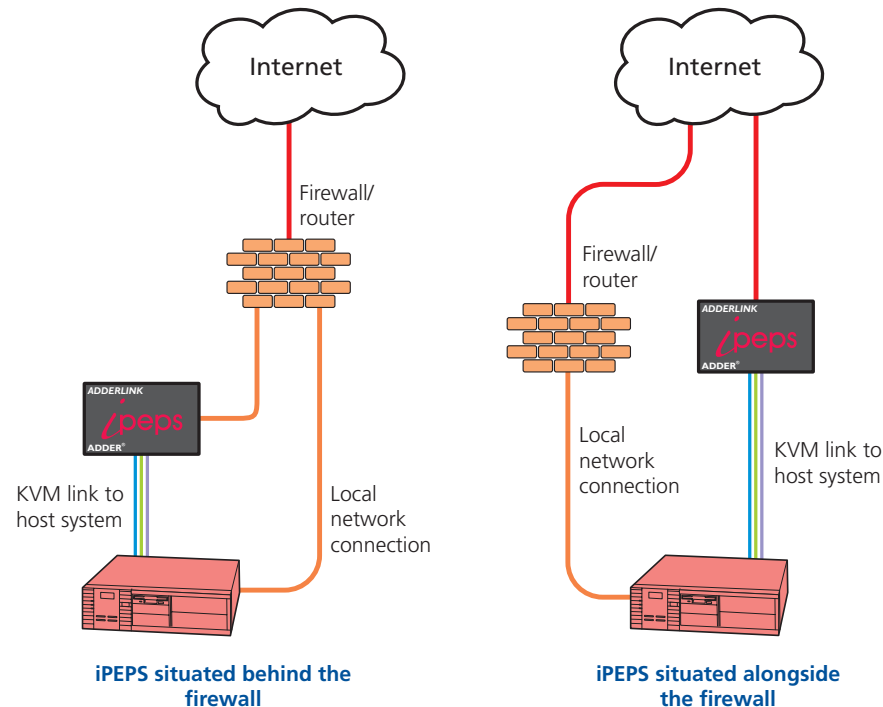 Internet
Firewall/
router
ADDERLINK
ipeps
ADDER®
KVM link to
host system
Local
network
connection
iPEPS situated behind the
firewall
Internet
Firewall/
router
ADDERLINK
ipeps
ADDER®
Local
network
connection
KVM link to
host system
iPEPS situated alongside
the firewall